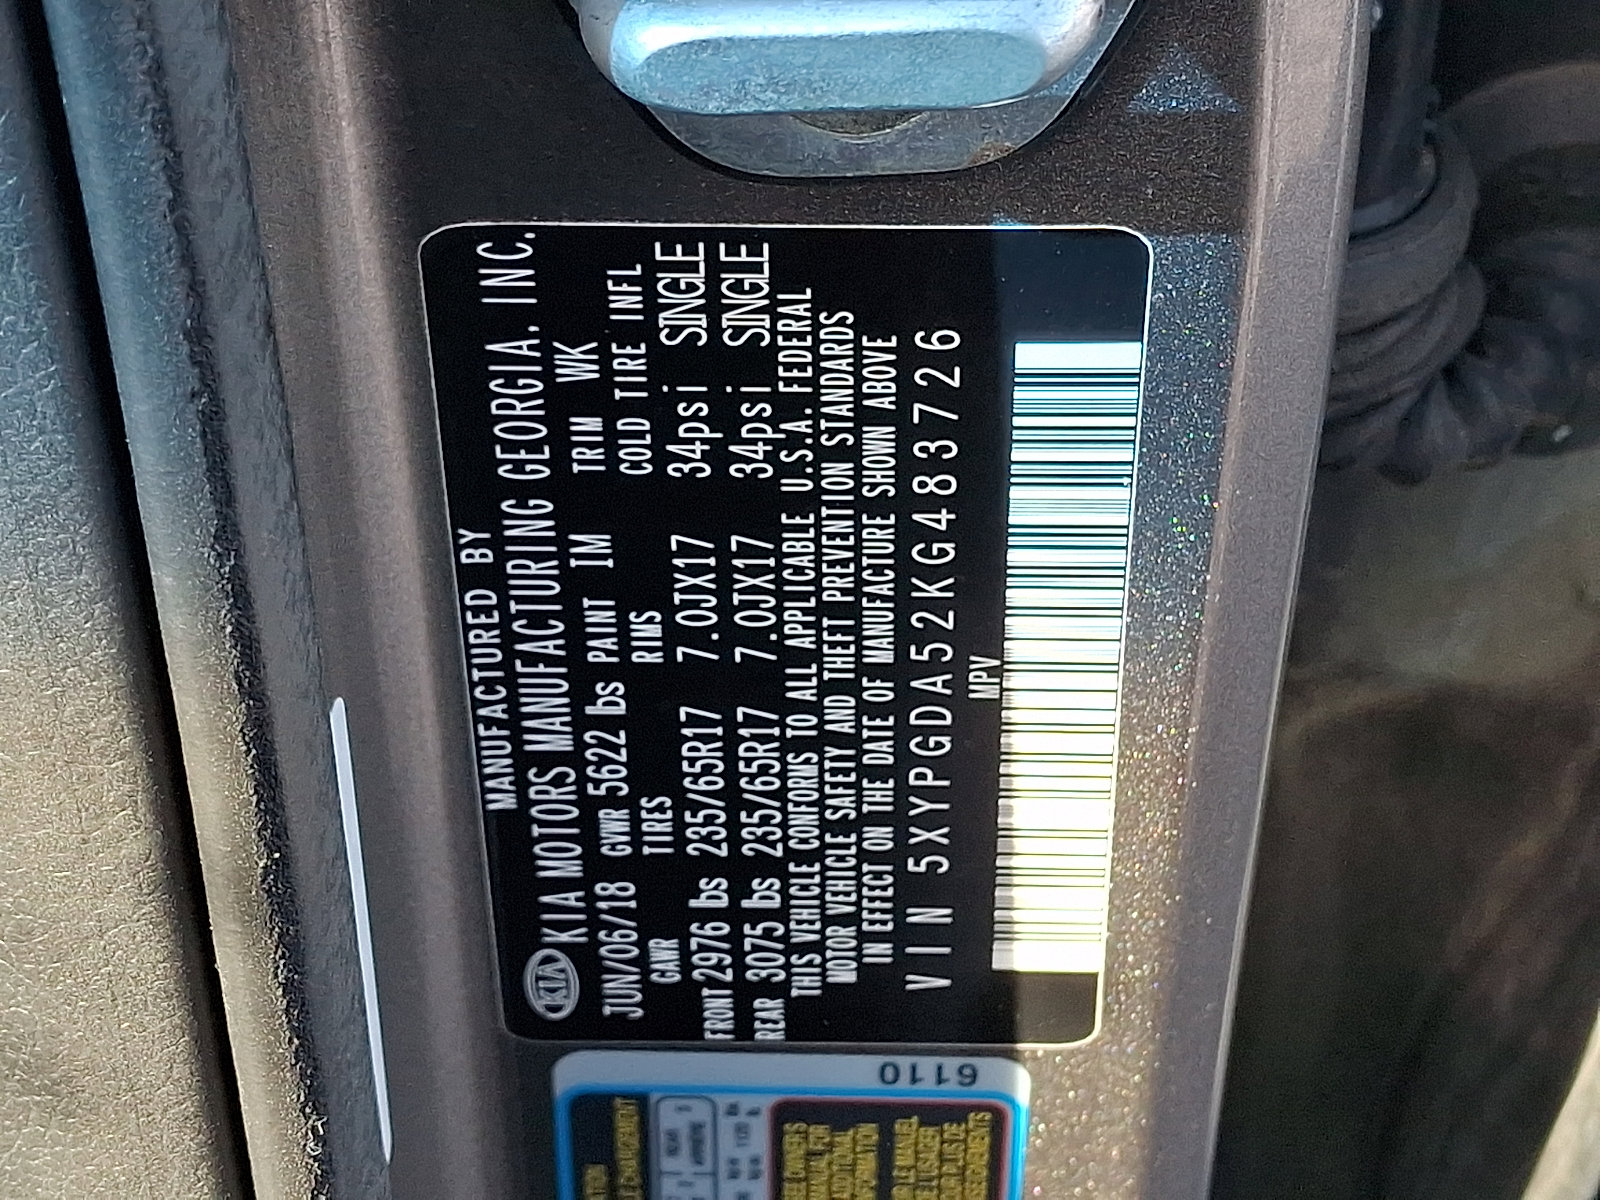 MANUFACTURED BY
KIA KIA MOTORS MANUFACTURING GEORGIA. INC.
JUN/06/18 GVWR 5622 lbs PAINT IM TRIM WK
GAWR TIRES RIMS COLD TIRE INFL
FRONT 2976 lbs 235/65R17 7.0JX17 34psi SINGLE
REAR 3075 lbs 235/65R17 7.0JX17 34psi SINGLE
THIS VEHICLE CONFORMS TO ALL APPLICABLE U.S.A. FEDERAL
MOTOR VEHICLE SAFETY AND THEFT PREVENTION STANDARDS
IN EFFECT ON THE DATE OF MANUFACTURE SHOWN ABOVE
VIN 5XYPGDA52KG483726
MPV
6110